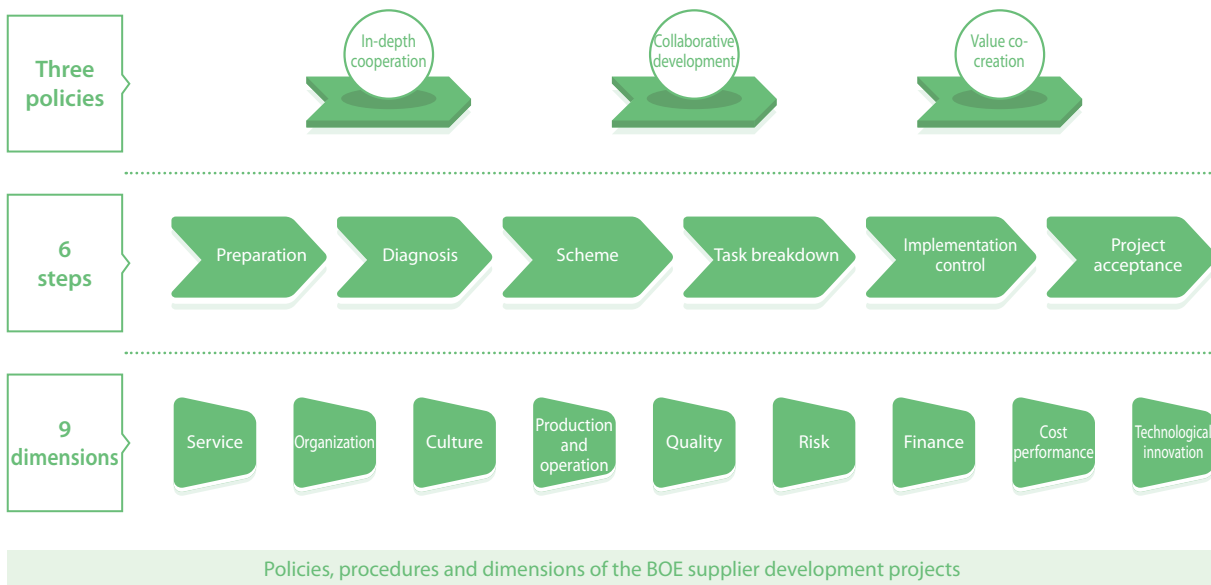 Three
policies
In-depth
cooperation
Collaborative
development
Value co-
creation
6
steps
Preparation
Diagnosis
Scheme
Task breakdown
Implementation
control
Project
acceptance
9
dimensions
Service
Organization
Culture
Production
and
operation
Quality
Risk
Finance
Cost
performance
Technological
innovation
Policies, procedures and dimensions of the BOE supplier development projects